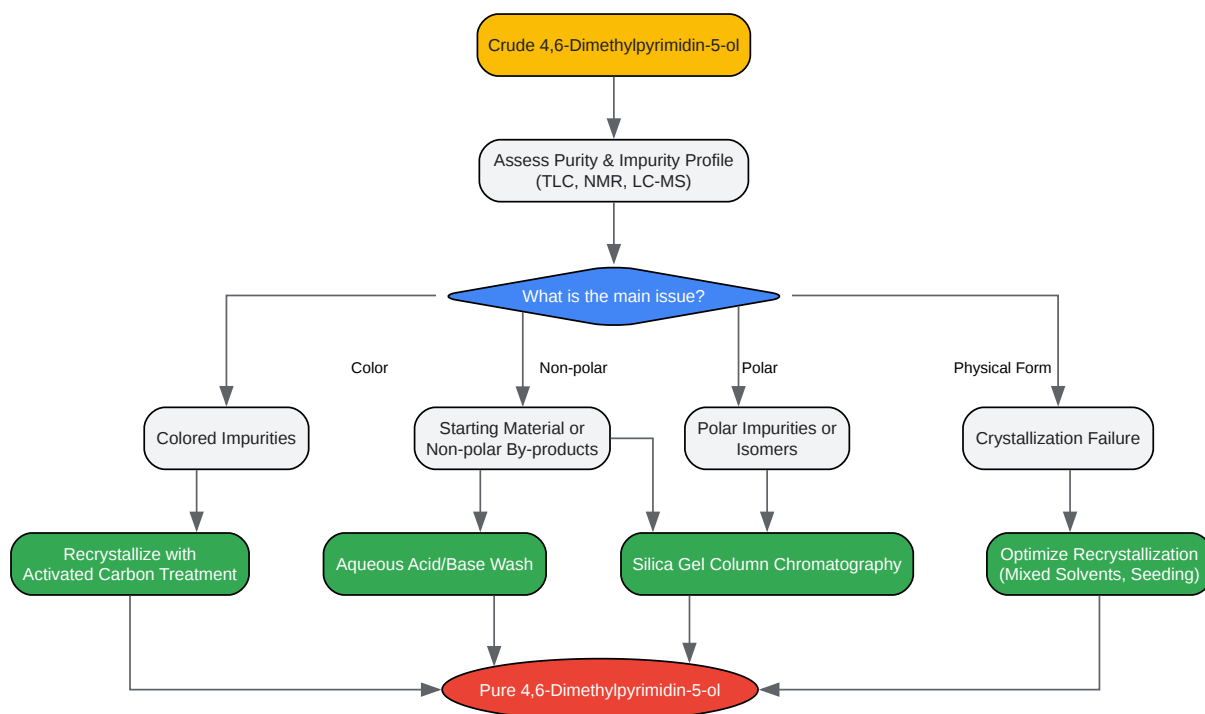 Crude 4,6-Dimethylpyrimidin-5-ol
Assess Purity & Impurity Profile
(TLC, NMR, LC-MS)
What is the main issue?
Color
Non-polar
Polar
Physical Form
Colored Impurities
Starting Material or
Non-polar By-products
Polar Impurities or
Isomers
Crystallization Failure
Recrystallize with
Activated Carbon Treatment
Aqueous Acid/Base Wash
Silica Gel Column Chromatography
Optimize Recrystallization
(Mixed Solvents, Seeding)
Pure 4,6-Dimethylpyrimidin-5-ol